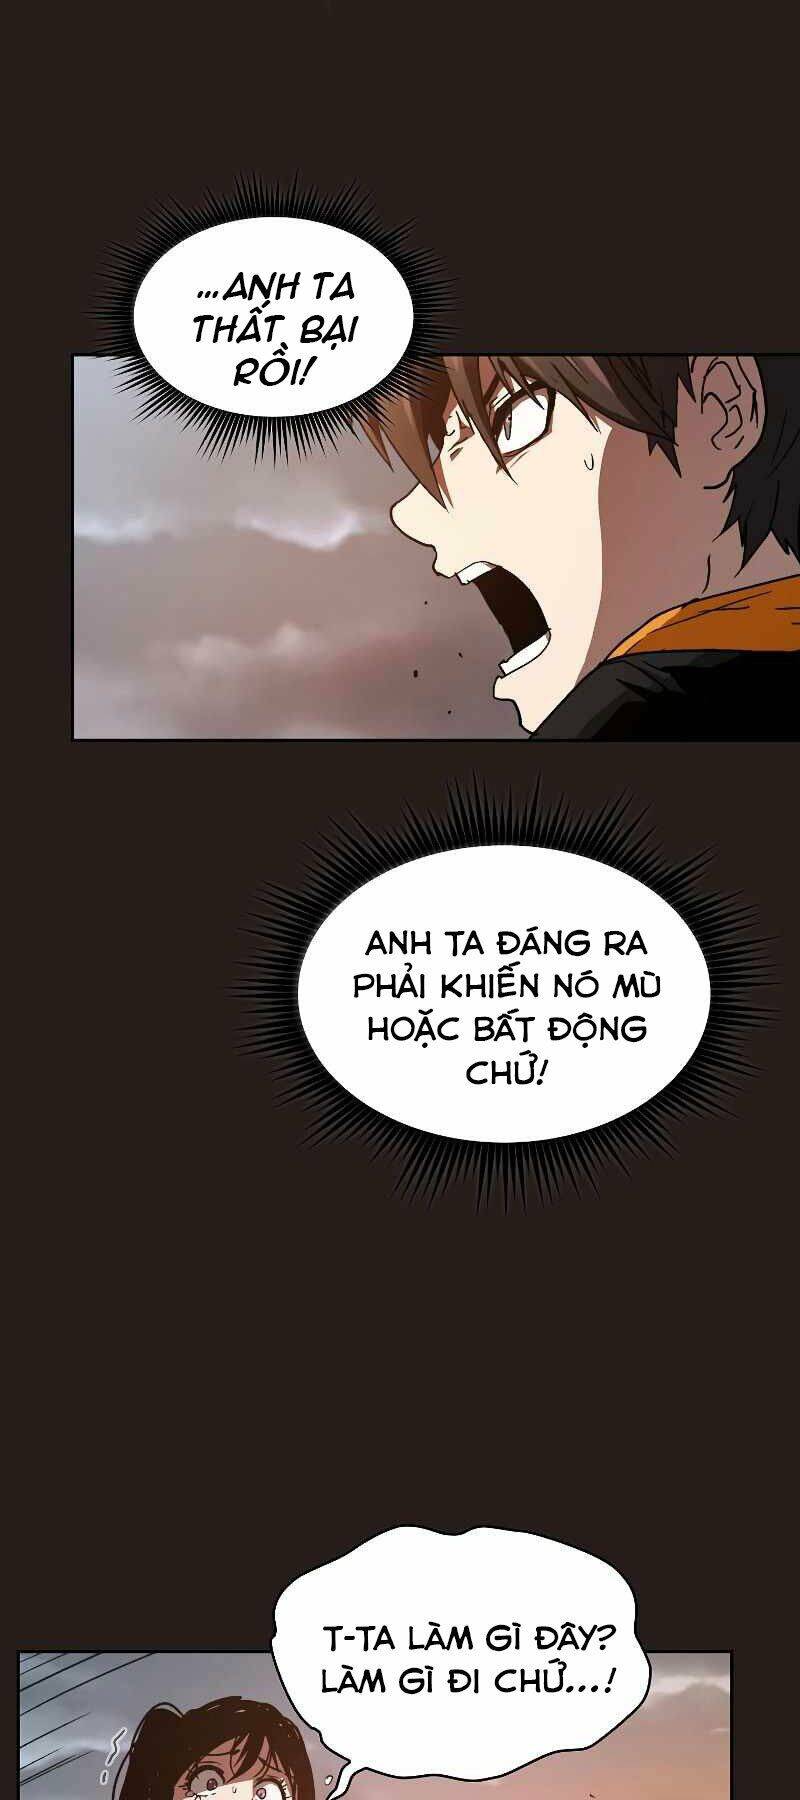 ...ANH TA
THẤT BẠI
RỒI!
ANH TA ĐÁNG RA
PHẢI KHIẾN NÓ MÙ
HOẶC BẤT ĐỘNG
CHỨ!
T-TA LÀM GÌ ĐÂY?
LÀM GÌ ĐI CHỨ...!